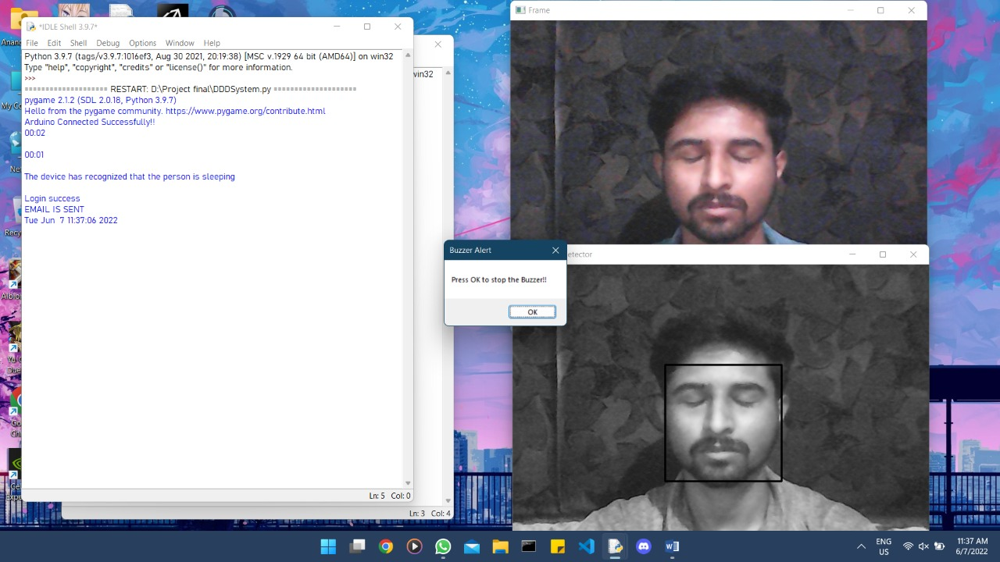 *IDLE Shell 3.9.7*
File Edit Shell Debug Options Window Help
Python 3.9.7 (tags/v3.9.7:1016ef3, Aug 30 2021, 20:19:38) [MSC v.1929 64 bit (AMD64)] on win32
Type "help", "copyright", "credits" or "license()" for more information.
>>>
==================== RESTART: D:\Project final\DDDSystem.py ====================
pygame 2.1.2 (SDL 2.0.18, Python 3.9.7)
Hello from the pygame community. https://www.pygame.org/contribute.html
Arduino Connected Successfully!!
00:02
00:01
The device has recognized that the person is sleeping
Login success
EMAIL IS SENT
Tue Jun  7 11:37:06 2022
Ln: 5 Col: 0
win32
Ln: 3 Col: 4
Frame
Buzzer Alert
Press OK to stop the Buzzer!!
OK
etector
ENG
US
11:37 AM
6/7/2022